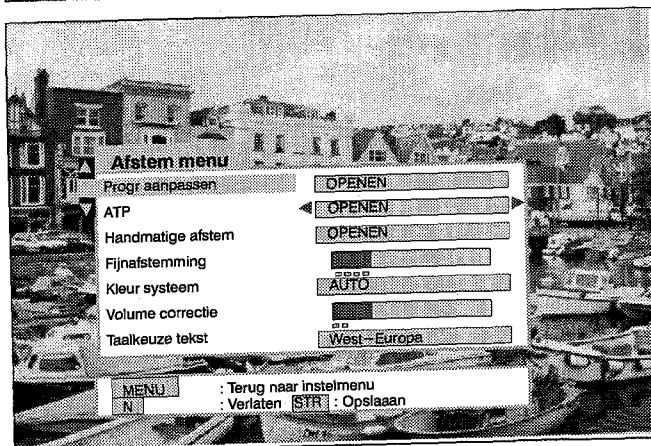 Afstem menu
Progr aanpassen OPENEN
ATP OPENEN
Handmatige afstem OPENEN
Fijnafstemming
Kleur systeem AUTO
Volume correctie
Taalkeuze tekst West-Europa
MENU : Terug naar instelmenu
N : Verlaten STR : Opslaaan